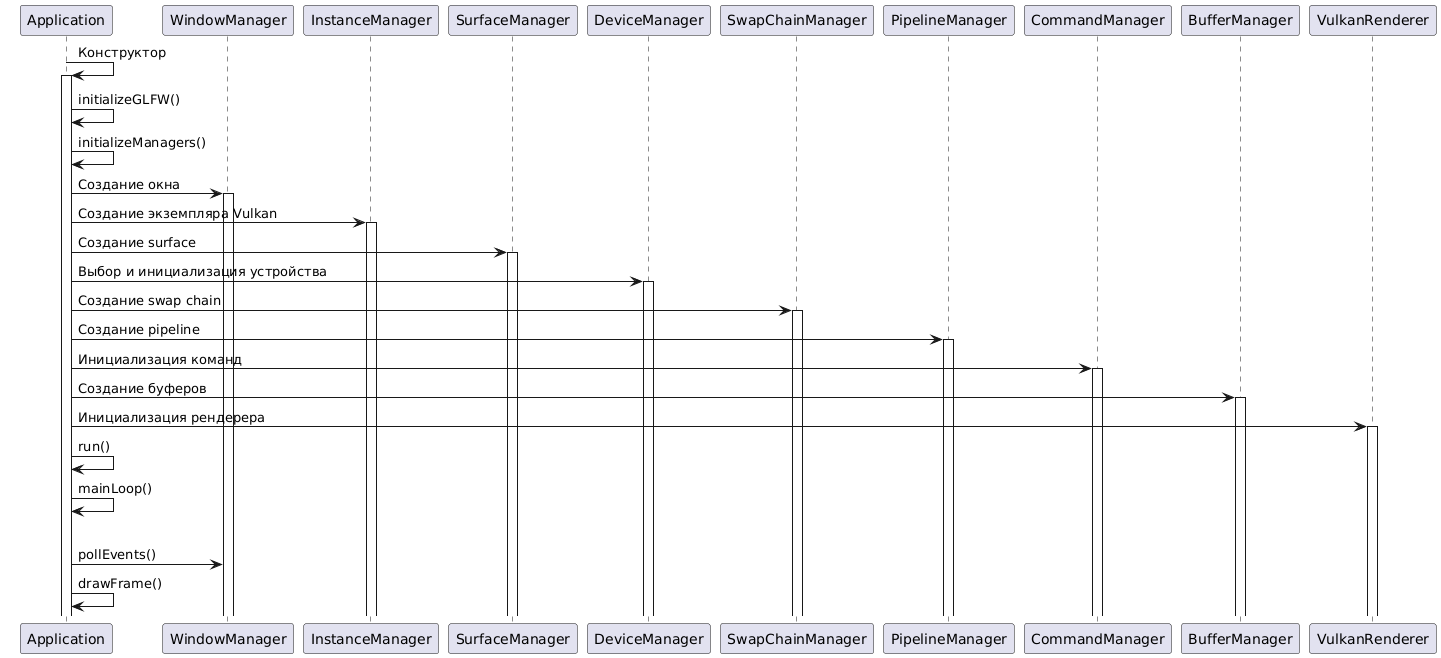 Application
WindowManager
InstanceManager
SurfaceManager
DeviceManager
SwapChainManager
PipelineManager
CommandManager
BufferManager
VulkanRenderer
Конструктор
initializeGLFW()
initializeManagers()
Создание окна
Создание экземпляра Vulkan
Создание surface
Выбор и инициализация устройства
Создание swap chain
Создание pipeline
Инициализация команд
Создание буферов
Инициализация рендерера
run()
mainLoop()
pollEvents()
drawFrame()
Application
WindowManager
InstanceManager
SurfaceManager
DeviceManager
SwapChainManager
PipelineManager
CommandManager
BufferManager
VulkanRenderer